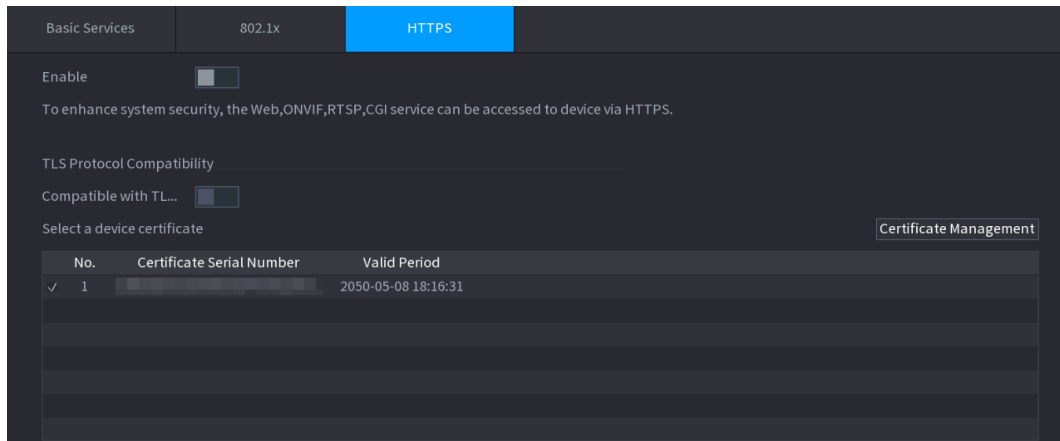 Basic Services 802.1x HTTPS
Enable
To enhance system security, the Web,ONVIF,RTSP,CGI service can be accessed to device via HTTPS.
TLS Protocol Compatibility
Compatible with TL...
Select a device certificate Certificate Management
No. Certificate Serial Number Valid Period
1 2050-05-08 18:16:31